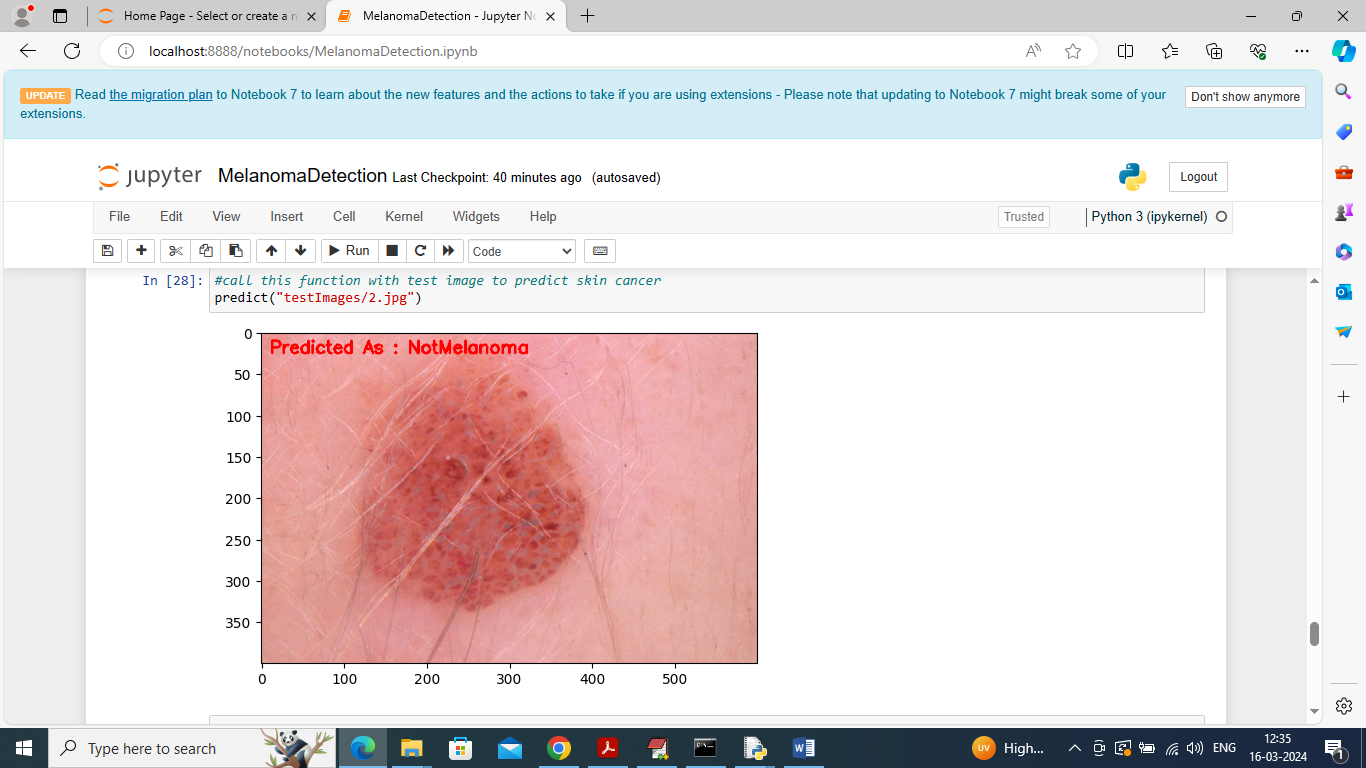 Home Page - Select or create a n
MelanomaDetection - Jupyter No
localhost:8888/notebooks/MelanomaDetection.ipynb
UPDATE Read the migration plan to Notebook 7 to learn about the new features and the actions to take if you are using extensions - Please note that updating to Notebook 7 might break some of your
extensions.
Don't show anymore
jupyter MelanomaDetection Last Checkpoint: 40 minutes ago (autosaved)
Logout
File Edit View Insert Cell Kernel Widgets Help
Trusted
Python 3 (ipykernel)
Run
Code
In [28]: #call this function with test image to predict skin cancer
predict("testImages/2.jpg")
Predicted As : NotMelanoma
0
50
100
150
200
250
300
350
0 100 200 300 400 500
Type here to search
UV High...
ENG
12:35
16-03-2024
1